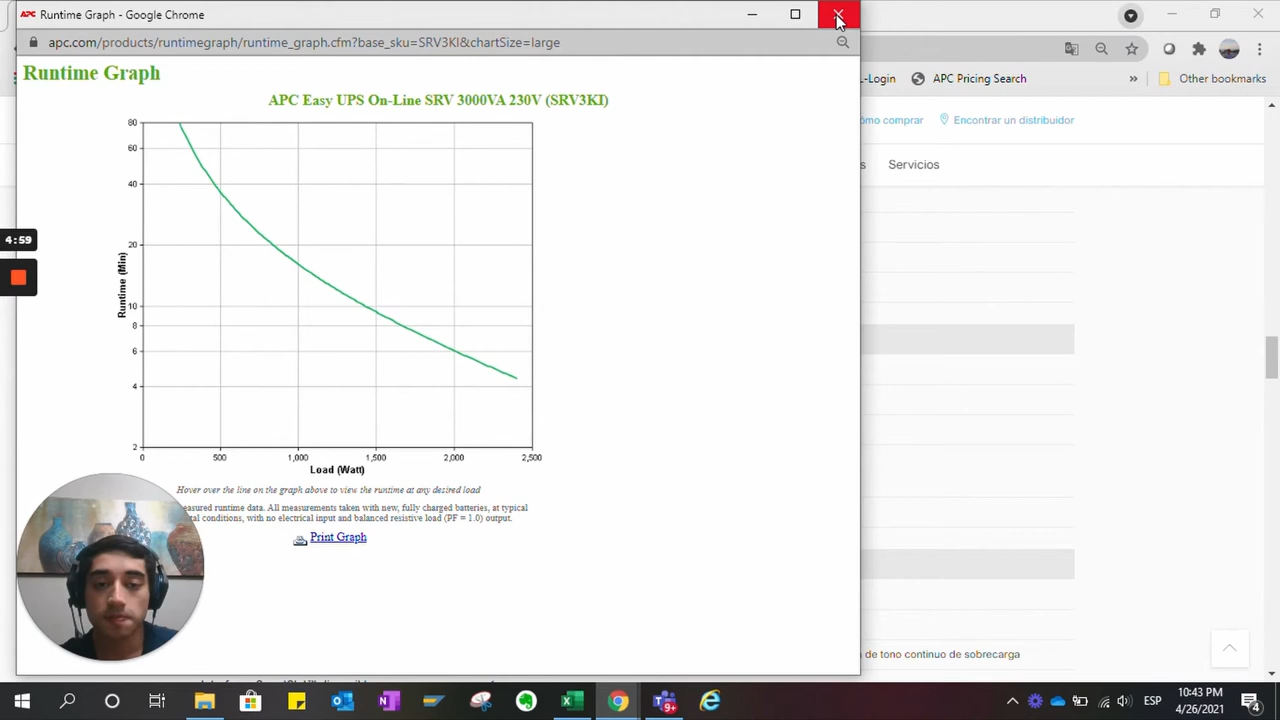 APC Runtime Graph - Google Chrome
apc.com/products/runtimegraph/runtime_graph.cfm?base_sku=SRV3KI&chartSize=large
Runtime Graph
APC Easy UPS On-Line SRV 3000VA 230V (SRV3KI)
80
60
40
20
10
8
6
4
2
Runtime (Min)
0 500 1,000 1,500 2,000 2,500
Load (Watt)
Hover over the line on the graph above to view the runtime at any desired load
easured runtime data. All measurements taken with new, fully charged batteries, at typical
tal conditions, with no electrical input and balanced resistive load (PF = 1.0) output.
Print Graph
4:59
-Login
APC Pricing Search
»
Other bookmarks
ómo comprar
Encontrar un distribuidor
s
Servicios
a de tono continuo de sobrecarga
9+
ESP
10:43 PM
4/26/2021
4